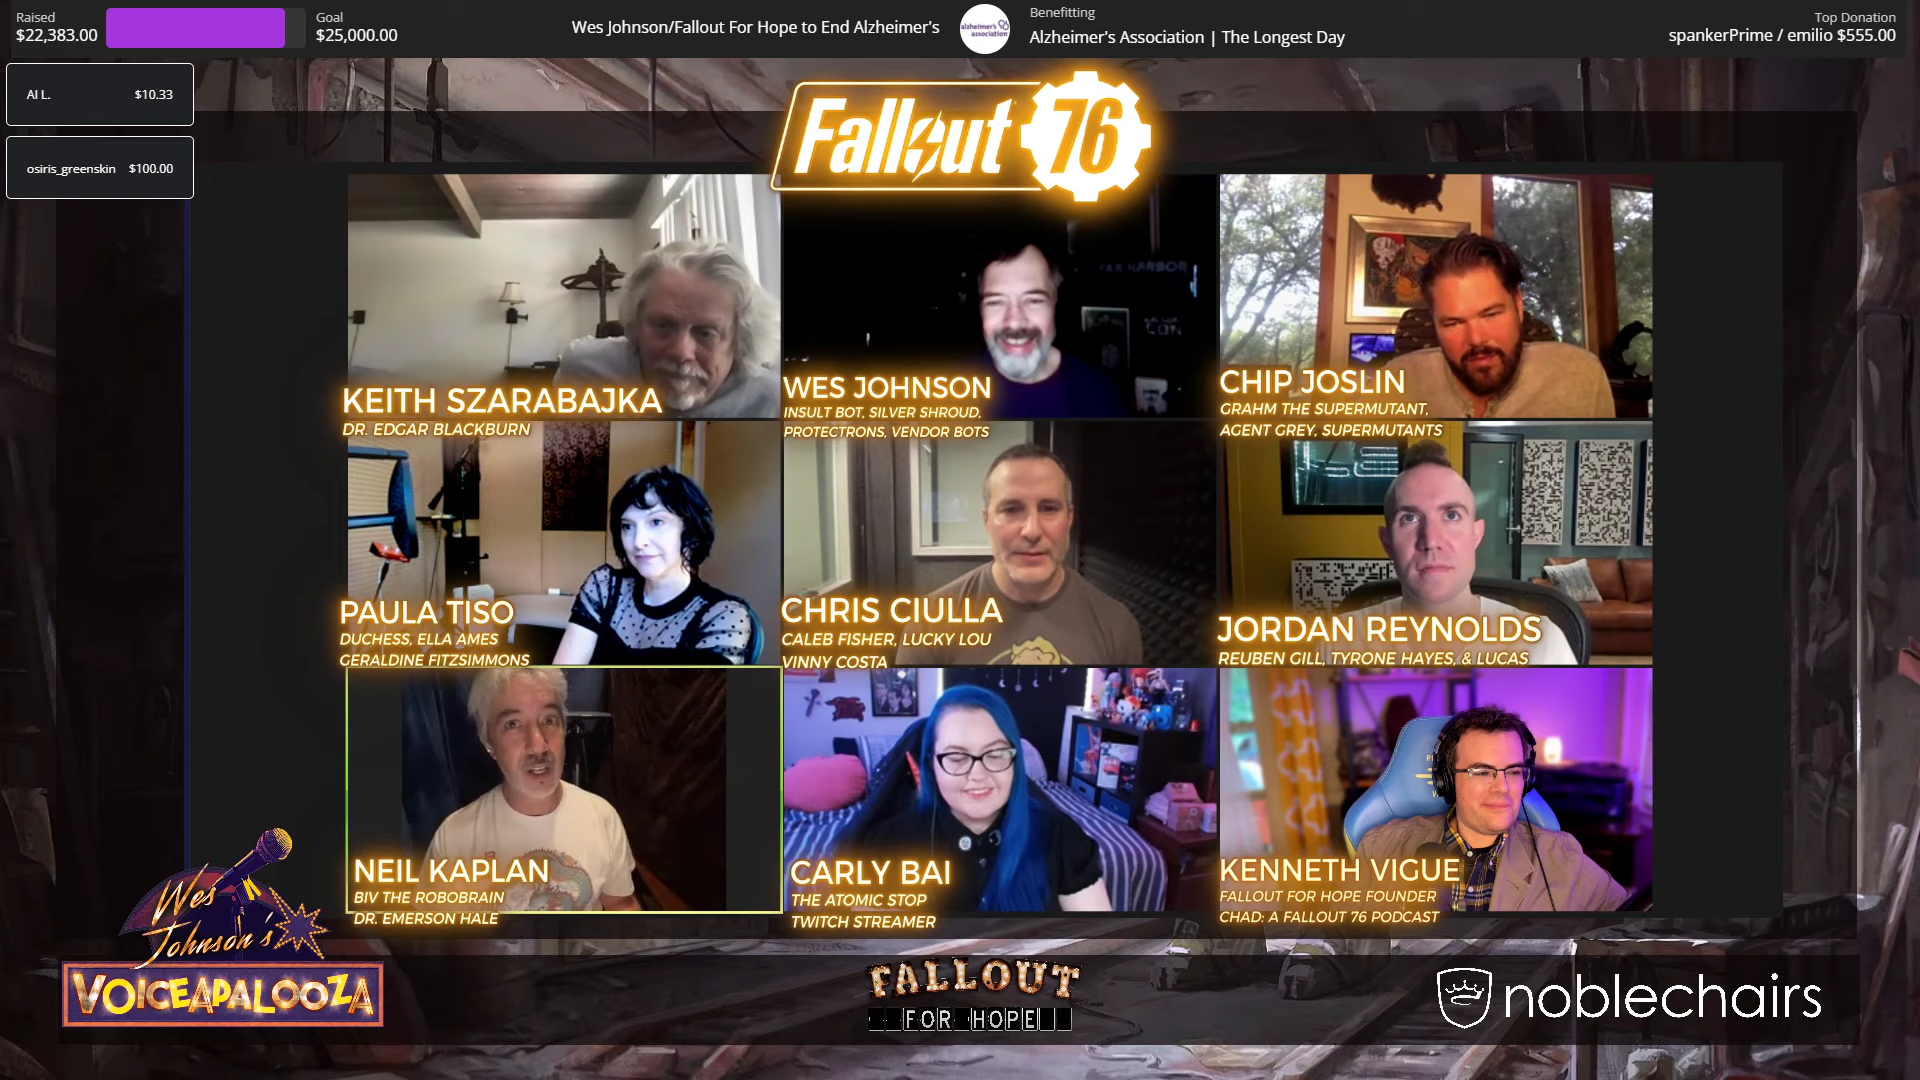 Raised
$22,383.00
Goal
$25,000.00
Wes Johnson/Fallout For Hope to End Alzheimer's
alzheimer's
association
Benefitting
Alzheimer's Association | The Longest Day
Top Donation
spankerPrime / emilio $555.00
Al L. $10.33
osiris_greenskin $100.00
Fallout 76
FAR HARBOR
CON
KEITH SZARABAJKA
DR. EDGAR BLACKBURN
WES JOHNSON
INSULT BOT, SILVER SHROUD,
PROTECTRONS, VENDOR BOTS
CHIP JOSLIN
GRAHM THE SUPERMUTANT,
AGENT GREY, SUPERMUTANTS
PAULA TISO
DUCHESS, ELLA AMES
GERALDINE FITZSIMMONS
CHRIS CIULLA
CALEB FISHER, LUCKY LOU
VINNY COSTA
JORDAN REYNOLDS
REUBEN GILL, TYRONE HAYES, & LUCAS
NEIL KAPLAN
BIV THE ROBOBRAIN
DR. EMERSON HALE
CARLY BAI
THE ATOMIC STOP
TWITCH STREAMER
KENNETH VIGUE
FALLOUT FOR HOPE FOUNDER
CHAD: A FALLOUT 76 PODCAST
Wes
Johnson's
VOICEAPALOOZA
FALLOUT
FOR HOPE
noblechairs